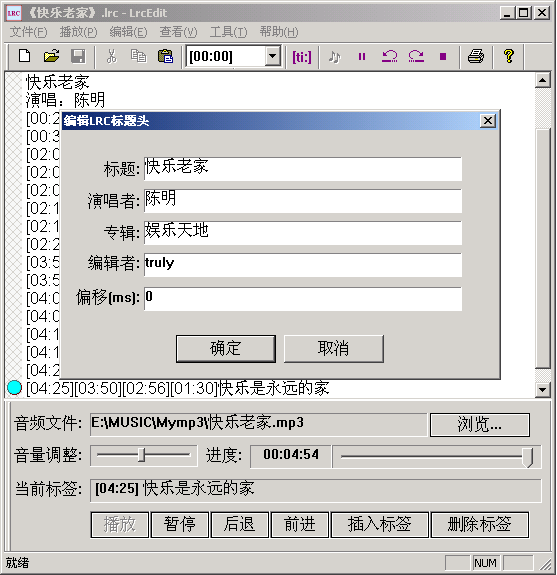 LRC 《快乐老家》.lrc - LrcEdit
文件(F) 播放(P) 编辑(E) 查看(V) 工具(T) 帮助(H)
[00:00] [ti:]
快乐老家
演唱：陈明
[00:2
[00:3
[02:0
[02:0
[02:0
[02:1
[02:1
[02:2
[03:5
[03:5
[04:0
[04:0
[04:1
[04:1
[04:2
编辑LRC标题头
标题: 快乐老家
演唱者: 陈明
专辑: 娱乐天地
编辑者: truly
偏移(ms): 0
确定 取消
[04:25][03:50][02:56][01:30]快乐是永远的家
音频文件: E:\MUSIC\Mymp3\快乐老家.mp3 浏览...
音量调整: 进度: 00:04:54
当前标签: [04:25] 快乐是永远的家
播放 暂停 后退 前进 插入标签 删除标签
就绪 NUM